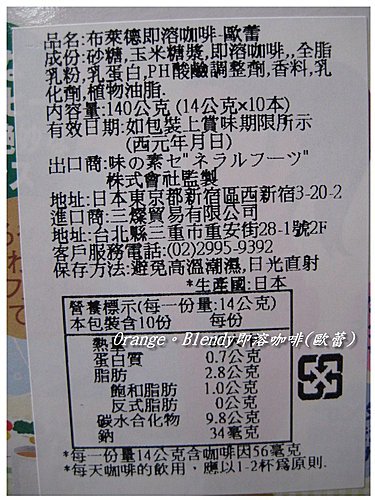 品名:布萊德即溶咖啡-歐蕾
成份:砂糖,玉米糖漿,即溶咖啡,,全脂
乳粉,乳蛋白,PH酸鹼調整劑,香料,乳
化劑,植物油脂.
內容量:140公克 (14公克×10本)
有效日期:如包裝上賞味期限所示
(西元年月日)
出口商:味の素ゼネラルフーツ"
株式會社監製
地址:日本東京都新宿區西新宿3-20-2
進口商:三燦貿易有限公司
地址:台北縣三重市重安街28-1號2F
客戶服務電話:(02)2995-9392
保存方法:避免高溫潮濕,日光直射
*生產國:日本
營養標示(每一份量:14公克)
本包裝含10份 每份
Orange。Blendy即溶咖啡(歐蕾)
熱
蛋白質 0.7公克
脂肪 2.8公克
飽和脂肪 1.0公克
反式脂肪 0公克
碳水合物 9.8公克
鈉 34毫克
*每一份量14公克含咖啡因56毫克
*每天咖啡的飲用，應以1-2杯為原則.